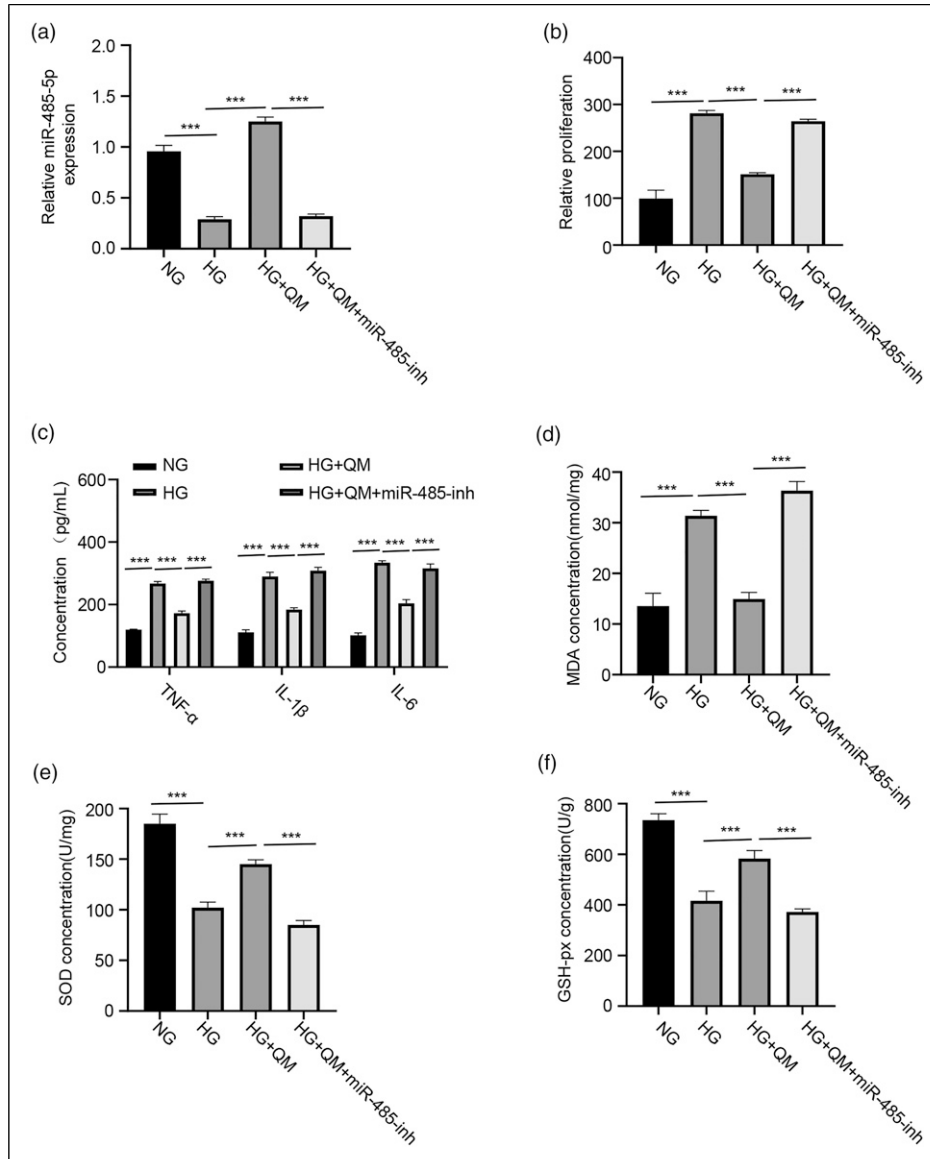 (a)
2.0
1.5
1.0
0.5
0.0
Relative miR-485-5p
expression
***
***
***
NG
HG
HG+QM
HG+QM+miR-485-inh
(b)
400
300
200
100
0
Relative proliferation
***
***
***
NG
HG
HG+QM
HG+QM+miR-485-inh
(c)
NG
HG+QM
HG
HG+QM+miR-485-inh
600
400
200
0
Concentration (pg/mL)
*** *** ***
*** *** ***
*** *** ***
TNF-α
IL-1β
IL-6
(d)
40
30
20
10
0
MDA concentration(nmol/mg)
***
***
***
NG
HG
HG+QM
HG+QM+miR-485-inh
(e)
200
150
100
50
0
SOD concentration(U/mg)
***
***
***
NG
HG
HG+QM
HG+QM+miR-485-inh
(f)
800
600
400
200
0
GSH-px concentration(U/g)
***
***
***
NG
HG
HG+QM
HG+QM+miR-485-inh